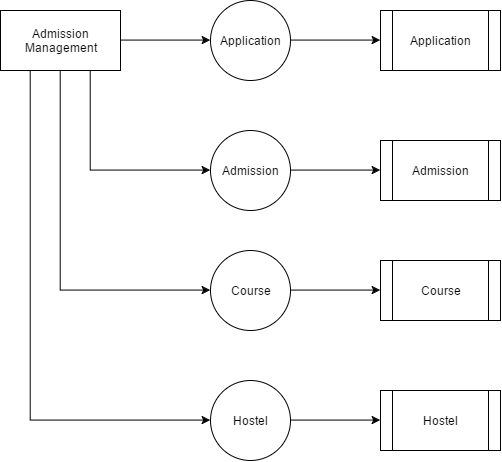 Admission
Management
Application
Application
Admission
Admission
Course
Course
Hostel
Hostel